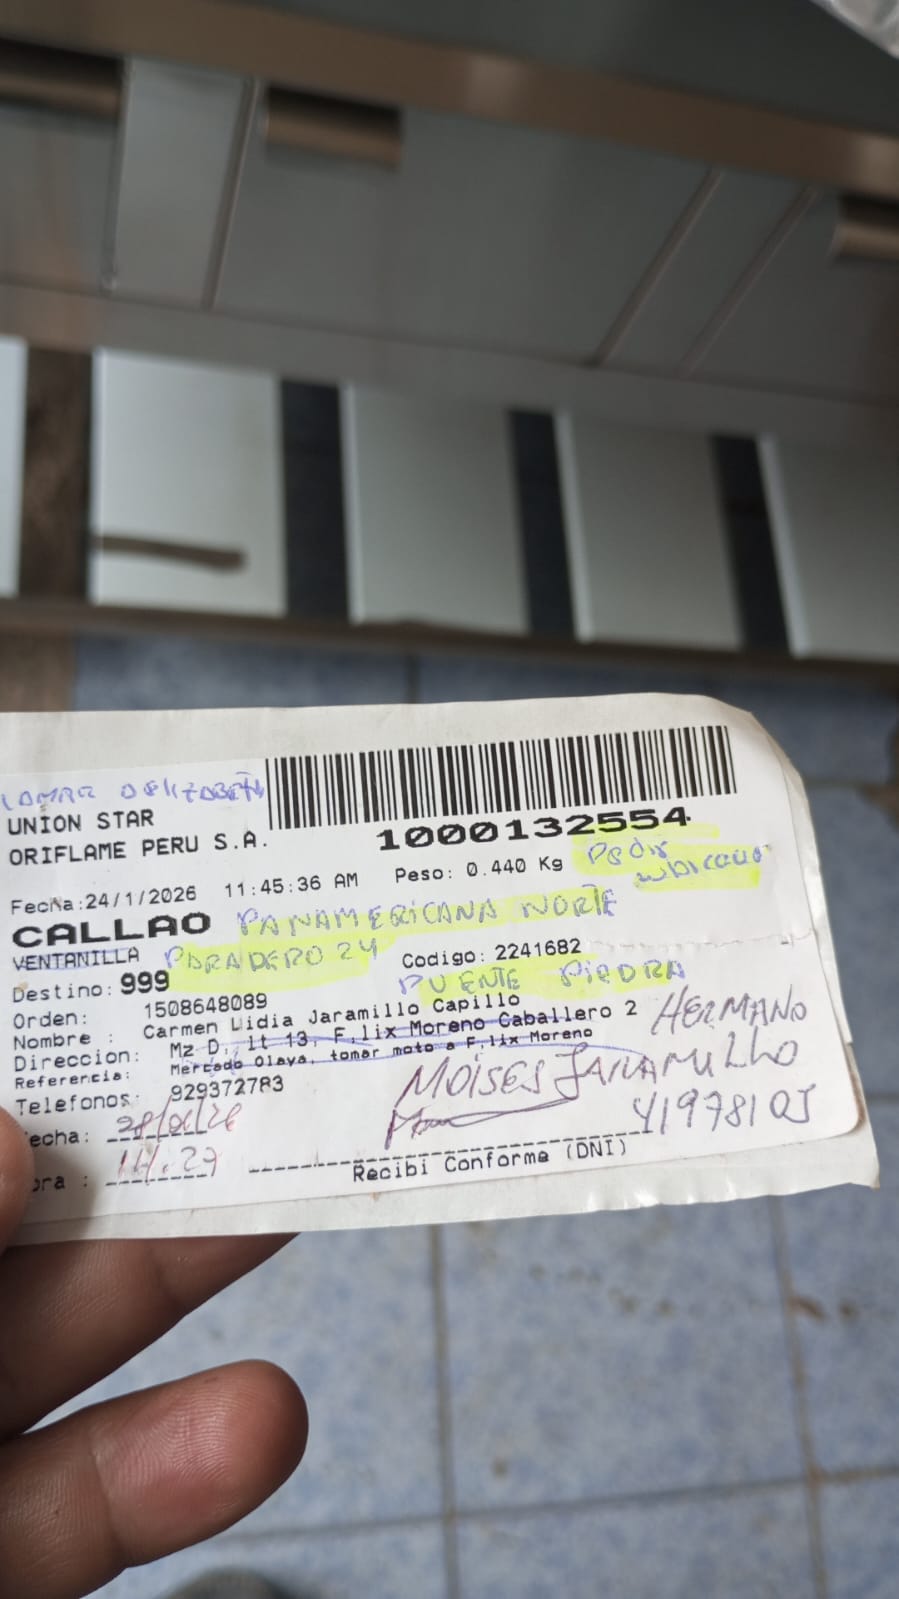 UNION STAR
ORIFLAME PERU S.A.
1000132554
Fecha:24/1/2026 11:45:36 AM Peso: 0.440 Kg Pedir
CALLAO PANAMERICANA NORTE
VENTANILLA PARADERO 24 Codigo: 2241682
Destino: 999 PUENTE PIEDRA
Orden: 1508648089
Nombre : Carmen Lidia Jaramillo Capillo HERMANO
Direccion: Mz D, lt 13, F,lix Moreno Caballero 2
Referencia: Mercado Olaya, tomar moto a F,lix Moreno
Telefonos: 929372783 MOISES JARAMILLO
echa:
ora :
Recibi Conforme (DNI)